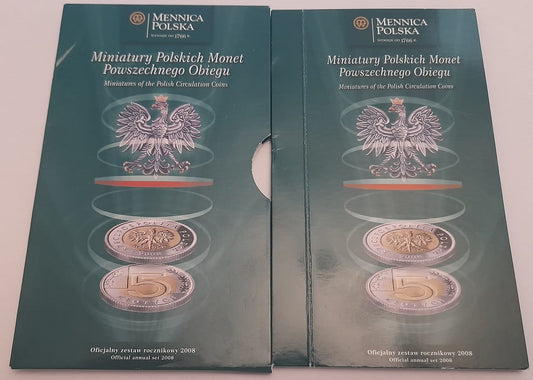 MENNICA
POLSKA
Miniatury Polskich Monet
Powszechnego Obiegu
Miniatures of the Polish Circulation Coins
5
Oficjalny zestaw rocznikowy 2008
Official annual set 2008
MENNICA
POLSKA
Miniatury Polskich Monet
Powszechnego Obiegu
Miniatures of the Polish Circulation Coins
5
Oficjalny zestaw rocznikowy 2008
Official annual set 2008